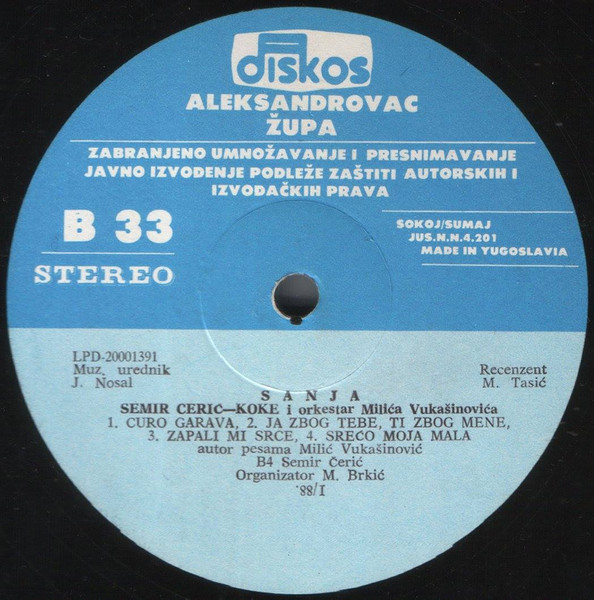 diskos
ALEKSANDROVAC
ŽUPA
ZABRANJENO UMNOŽAVANJE I PRESNIMAVANJE
JAVNO IZVOĐENJE PODLEŽE ZAŠTITI AUTORSKIH I
IZVOĐAČKIH PRAVA
B 33
STEREO
SOKOJ/SUMAJ
JUS.N.N.4.201
MADE IN YUGOSLAVIA
LPD-20001391
Muz. urednik
J. Nosal
Recenzent
M. Tasić
SANJA
SEMIR CERIĆ—KOKE i orkestar Milića Vukašinovića
1. CURO GARAVA, 2. JA ZBOG TEBE, TI ZBOG MENE,
3. ZAPALI MI SRCE, 4. SREĆO MOJA MALA
autor pesama Milić Vukašinović
B4 Semir Čerić
Organizator M. Brkić
'88/I